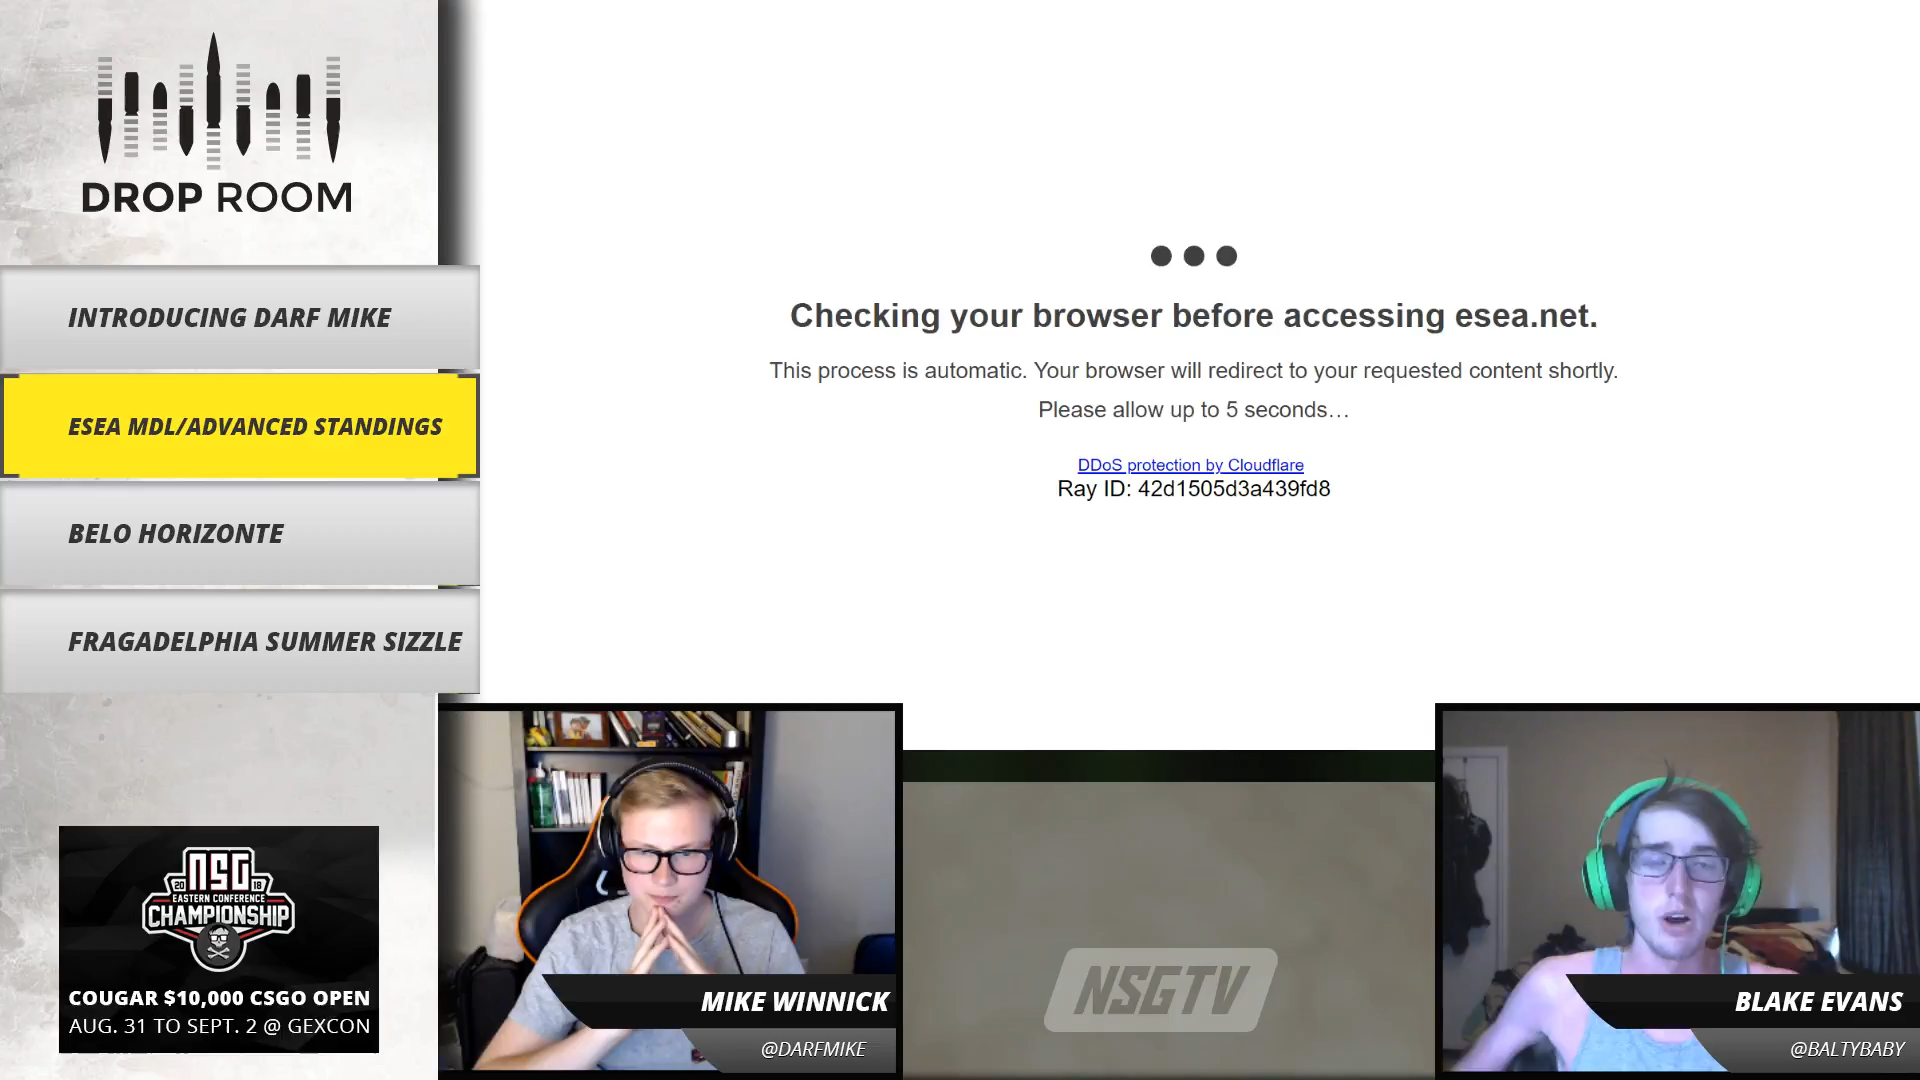 DROP ROOM
INTRODUCING DARF MIKE
ESEA MDL/ADVANCED STANDINGS
BELO HORIZONTE
FRAGADELPHIA SUMMER SIZZLE
NSG
20 18
EASTERN CONFERENCE
CHAMPIONSHIP
COUGAR $10,000 CSGO OPEN
AUG. 31 TO SEPT. 2 @ GEXCON
Checking your browser before accessing esea.net.
This process is automatic. Your browser will redirect to your requested content shortly.
Please allow up to 5 seconds…
DDoS protection by Cloudflare
Ray ID: 42d1505d3a439fd8
MIKE WINNICK
@DARFMIKE
NSGTV
BLAKE EVANS
@BALTYBABY